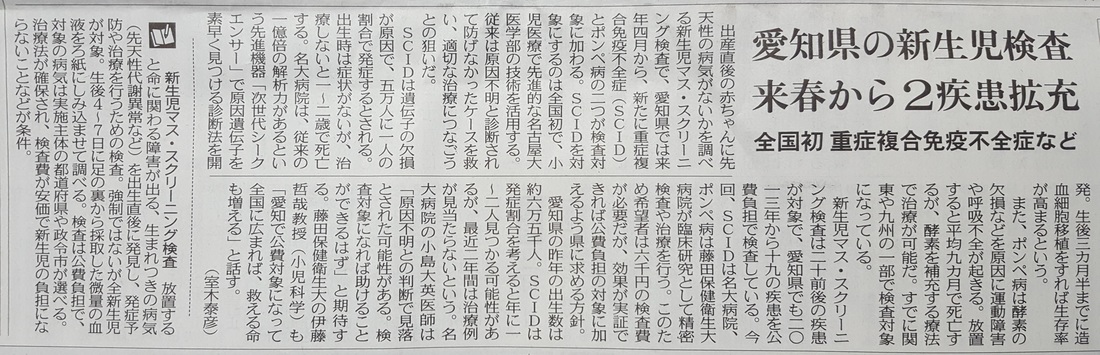 愛知県の新生児検査
来春から2疾患拡充
全国初 重症複合免疫不全症など
出産直後の赤ちゃんに先
天性の病気がないかを調べ
る新生児マス・スクリーニ
ング検査で、愛知県では来
年四月から、新たに重症複
合免疫不全症（ＳＣＩＤ）
とポンペ病の二つが検査対
象に加わる。ＳＣＩＤを対
象にするのは全国初で、小
児医療で先進的な名古屋大
医学部の技術を活用する。
従来は原因不明と診断され
て防げなかったケースを救
い、適切な治療につなごう
との狙いだ。
ＳＣＩＤは遺伝子の欠損
が原因で、五万人に一人の
割合で発症するとされる。
出生時は症状がないが、治
療しないと一～二歳で死亡
する。名大病院は、従来の
一億倍の解析力があるとい
う先進機器「次世代シーク
エンサー」で原因遺伝子を
素早く見つける診断法を開
発。生後三カ月半までに造
血細胞移植をすれば生存率
が高まるという。
また、ポンペ病は酵素の
欠損などを原因に運動障害
や呼吸不全が起きる。放置
すると平均九カ月で死亡す
るが、酵素を補充する療法
で治療が可能だ。すでに関
東や九州の一部で検査対象
になっている。
新生児マス・スクリーニ
ング検査は二十前後の疾患
が対象で、愛知県でも二〇
一三年から十九の疾患を公
費負担で検査している。今
回、ＳＣＩＤは名大病院、
ポンペ病は藤田保健衛生大
病院が臨床研究として精密
検査や治療を行う。このた
め希望者は六千円の検査費
が必要だが、効果が実証で
きれば公費負担の対象に加
えるよう県に求める方針。
愛知県の昨年の出生数は
約六万五千人。ＳＣＩＤは
発症割合を考えると年に一
～二人見つかる可能性があ
るが、最近二年間は治療例
が見当たらないという。名
大病院の小島大英医師は
「原因不明との判断で見落
とされた可能性がある。検
査対象になれば助けること
ができるはず」と期待す
る。藤田保健衛生大の伊藤
哲哉教授（小児科学）も
「愛知で公費対象になって
全国に広まれば、救える命
も増える」と話す。
（室木泰彦）
新生児マス・スクリーニング検査　放置する
と命に関わる障害が出る、生まれつきの病気
（先天性代謝異常など）を出生直後に発見し、発症予
防や治療を行うための検査。強制ではないが全新生児
が対象。生後４～７日に足の裏から採取した微量の血
液をろ紙にしみ込ませて調べる。検査は公費負担で、
対象の病気は実施主体の都道府県や政令市が選べる。
治療法が確保され、検査費が安価で新生児の負担にな
らないことなどが条件。